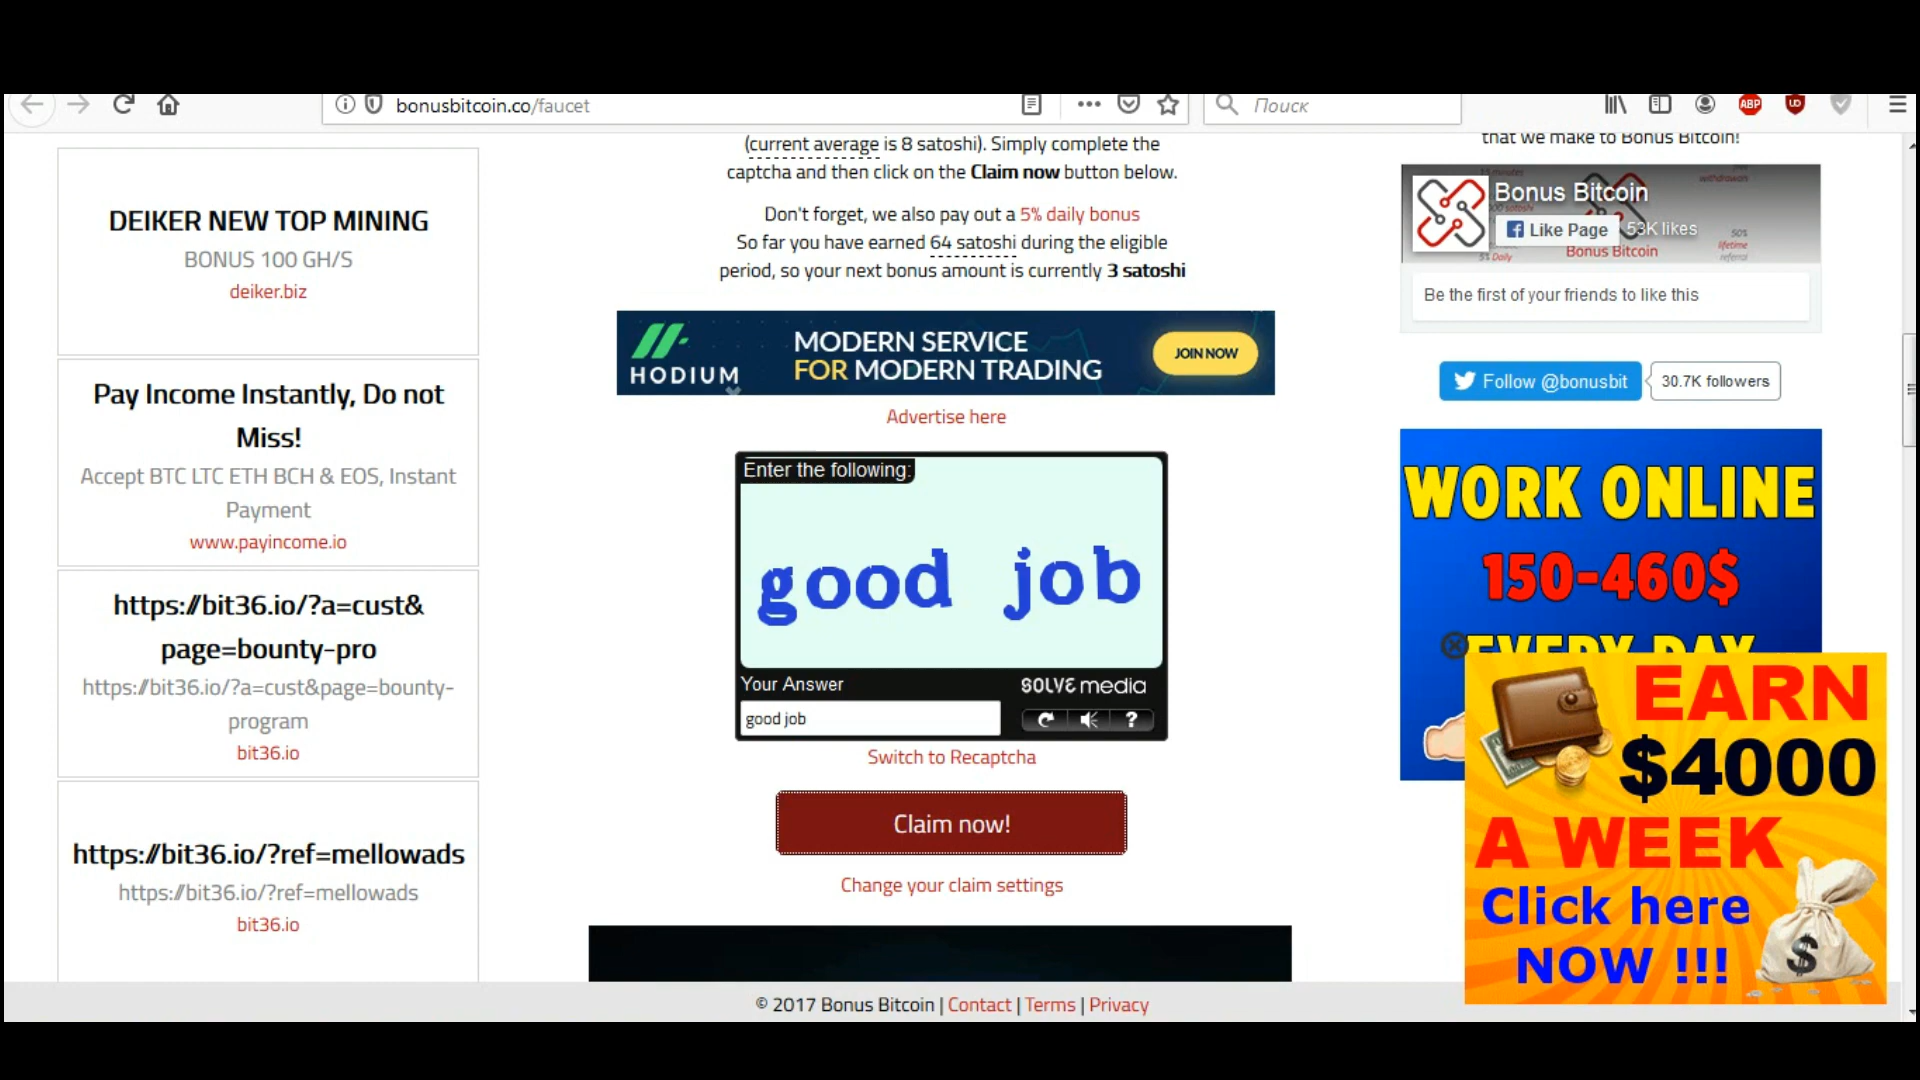 bonusbitcoin.co/faucet
Поиск
ABP
DEIKER NEW TOP MINING
BONUS 100 GH/S
deiker.biz
Pay Income Instantly, Do not
Miss!
Accept BTC LTC ETH BCH & EOS, Instant
Payment
www.payincome.io
https://bit36.io/?a=cust&
page=bounty-pro
https://bit36.io/?a=cust&page=bounty-
program
bit36.io
https://bit36.io/?ref=mellowads
https://bit36.io/?ref=mellowads
bit36.io
(current average is 8 satoshi). Simply complete the
captcha and then click on the Claim now button below.
Don't forget, we also pay out a 5% daily bonus
So far you have earned 64 satoshi during the eligible
period, so your next bonus amount is currently 3 satoshi
HODIUM
MODERN SERVICE
FOR MODERN TRADING
JOIN NOW
Advertise here
Enter the following:
good job
Your Answer
SOLVE media
good job
?
Switch to Recaptcha
Claim now!
Change your claim settings
that we make to Bonus Bitcoin!
Bonus Bitcoin
Like Page
53K likes
Bonus Bitcoin
5% Daily
50%
lifetime
referral
Be the first of your friends to like this
Follow @bonusbit
30.7K followers
WORK ONLINE
150-460$
EVERY DAY
EARN
$4000
A WEEK
Click here
NOW !!!
© 2017 Bonus Bitcoin | Contact | Terms | Privacy